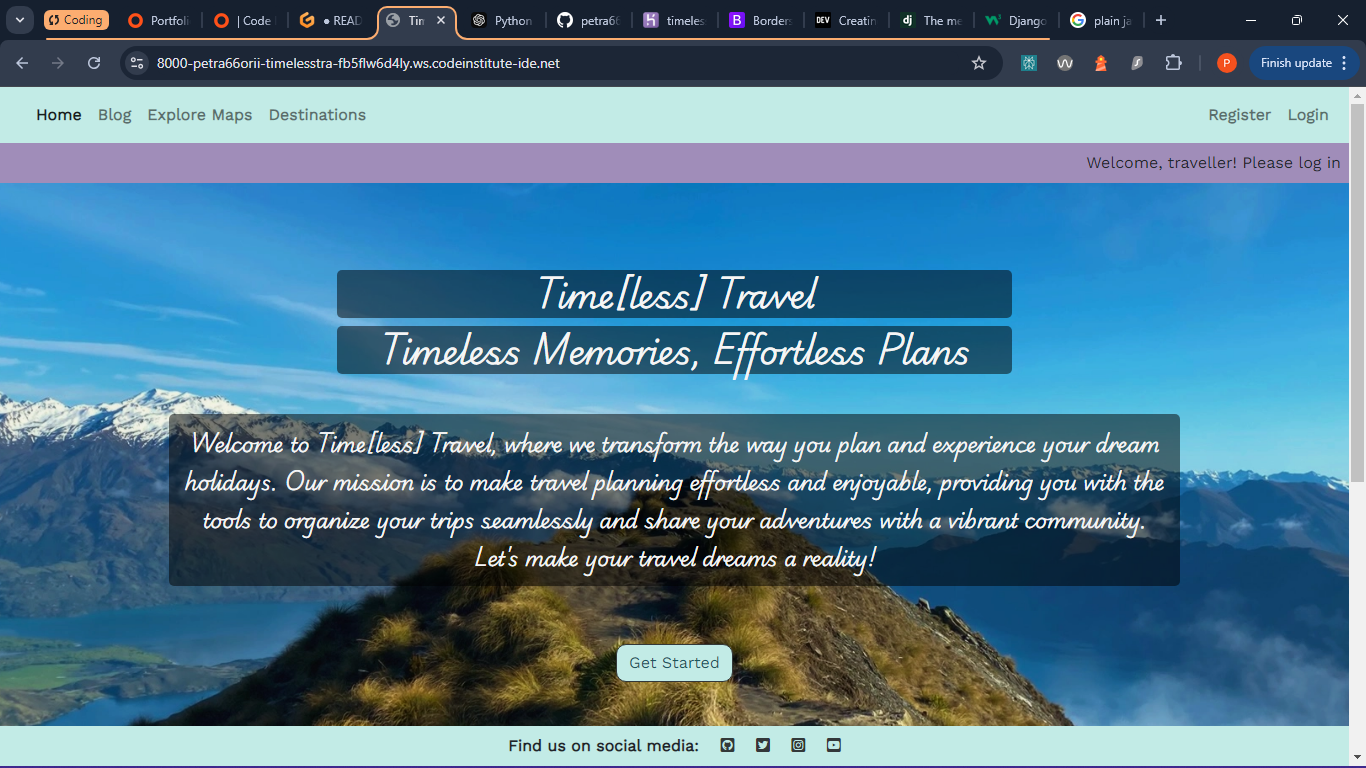 Coding
Portfoli
| Code
● READ
Tim
Python
petra66
timeles
Borders
DEV
Creatin
dj
The me
Django
plain ja
8000-petra66orii-timelesstra-fb5flw6d4ly.ws.codeinstitute-ide.net
P
Finish update
Home
Blog
Explore Maps
Destinations
Register
Login
Welcome, traveller! Please log in
Time[less] Travel
Timeless Memories, Effortless Plans
Welcome to Time[less] Travel, where we transform the way you plan and experience your dream
holidays. Our mission is to make travel planning effortless and enjoyable, providing you with the
tools to organize your trips seamlessly and share your adventures with a vibrant community.
Let's make your travel dreams a reality!
Get Started
Find us on social media: